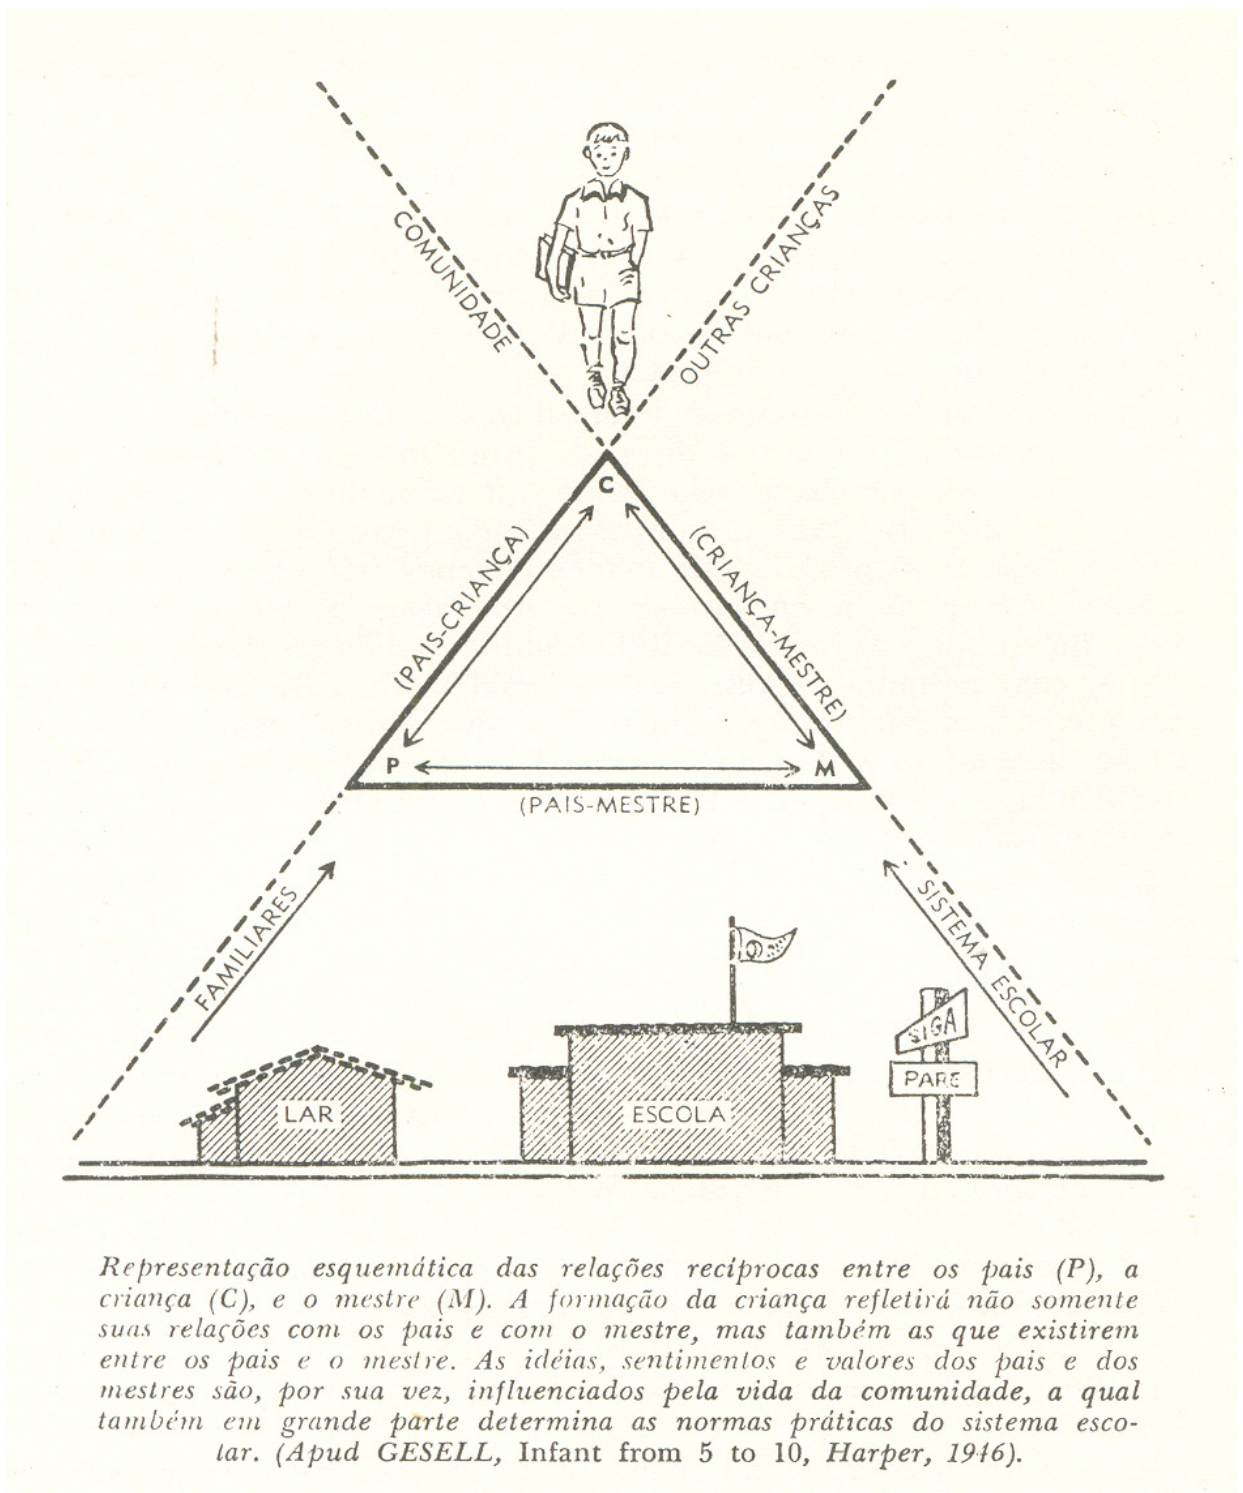 COMUNIDADE
OUTRAS CRIANÇAS
C
(PAIS-CRIANÇA)
(CRIANÇA-MESTRE)
P
M
(PAIS-MESTRE)
FAMILIARES
SISTEMA ESCOLAR
SIGA
PARE
LAR
ESCOLA
Representação esquemática das relações recíprocas entre os pais (P), a
criança (C), e o mestre (M). A formação da criança refletirá não somente
suas relações com os pais e com o mestre, mas também as que existirem
entre os pais e o mestre. As idéias, sentimentos e valores dos pais e dos
mestres são, por sua vez, influenciados pela vida da comunidade, a qual
também em grande parte determina as normas práticas do sistema esco-
lar. (Apud GESELL, Infant from 5 to 10, Harper, 1946).